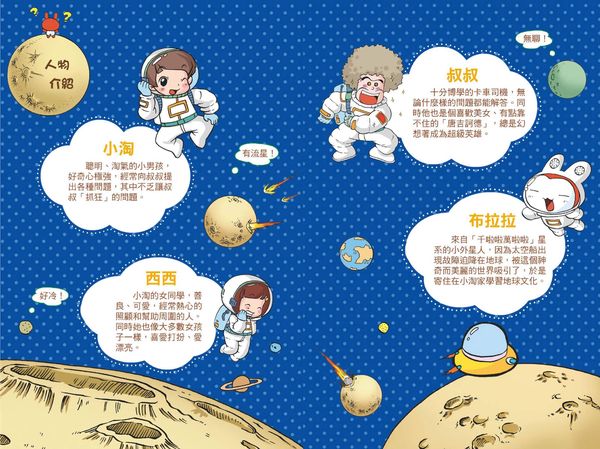 人物
介紹
小淘
聰明、淘氣的小男孩，
好奇心極強，經常向叔叔提
出各種問題，其中不乏讓叔
叔「抓狂」的問題。
有流星！
西西
小淘的女同學，善
良、可愛，經常熱心的
照顧和幫助周圍的人。
同時她也像大多數女孩
子一樣，喜愛打扮、愛
漂亮。
好冷！
無聊！
叔叔
十分博學的卡車司機，無
論什麼樣的問題都能解答。同
時他也是個喜歡美女、有點靠
不住的「唐吉訶德」，總是幻
想著成為超級英雄。
布拉拉
來自「千啦啦萬啦啦」星
系的小外星人，因為太空船出
現故障迫降在地球，被這個神
奇而美麗的世界吸引了，於是
寄住在小淘家學習地球文化。